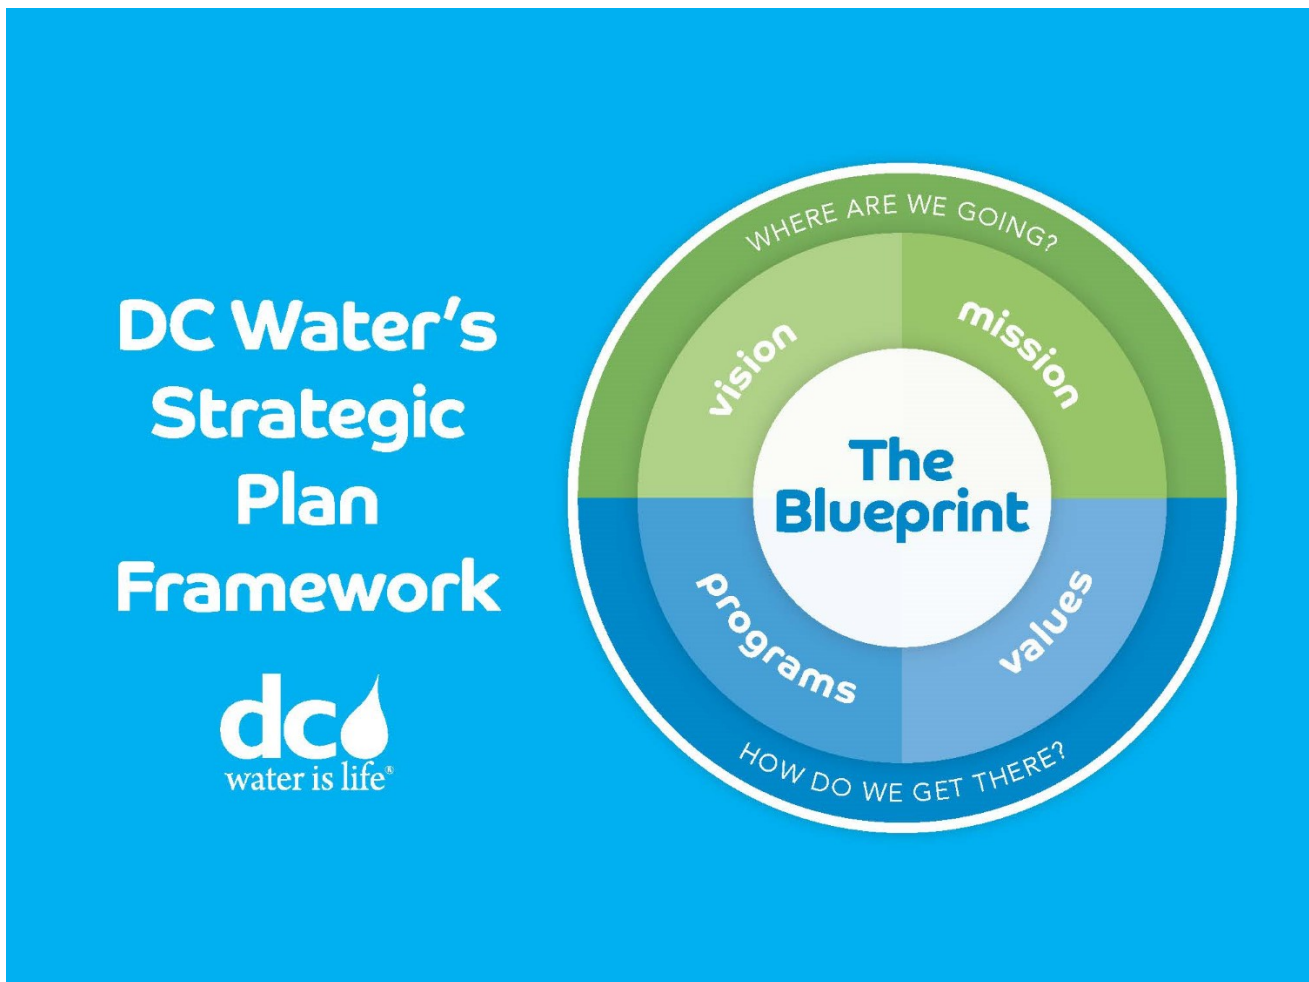 DC Water's
Strategic
Plan
Framework
dc
water is life®
WHERE ARE WE GOING?
vision
mission
The
Blueprint
programs
values
HOW DO WE GET THERE?